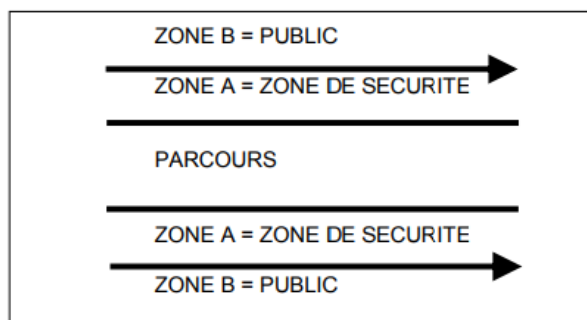 ZONE B = PUBLIC
ZONE A = ZONE DE SECURITE
PARCOURS
ZONE A = ZONE DE SECURITE
ZONE B = PUBLIC